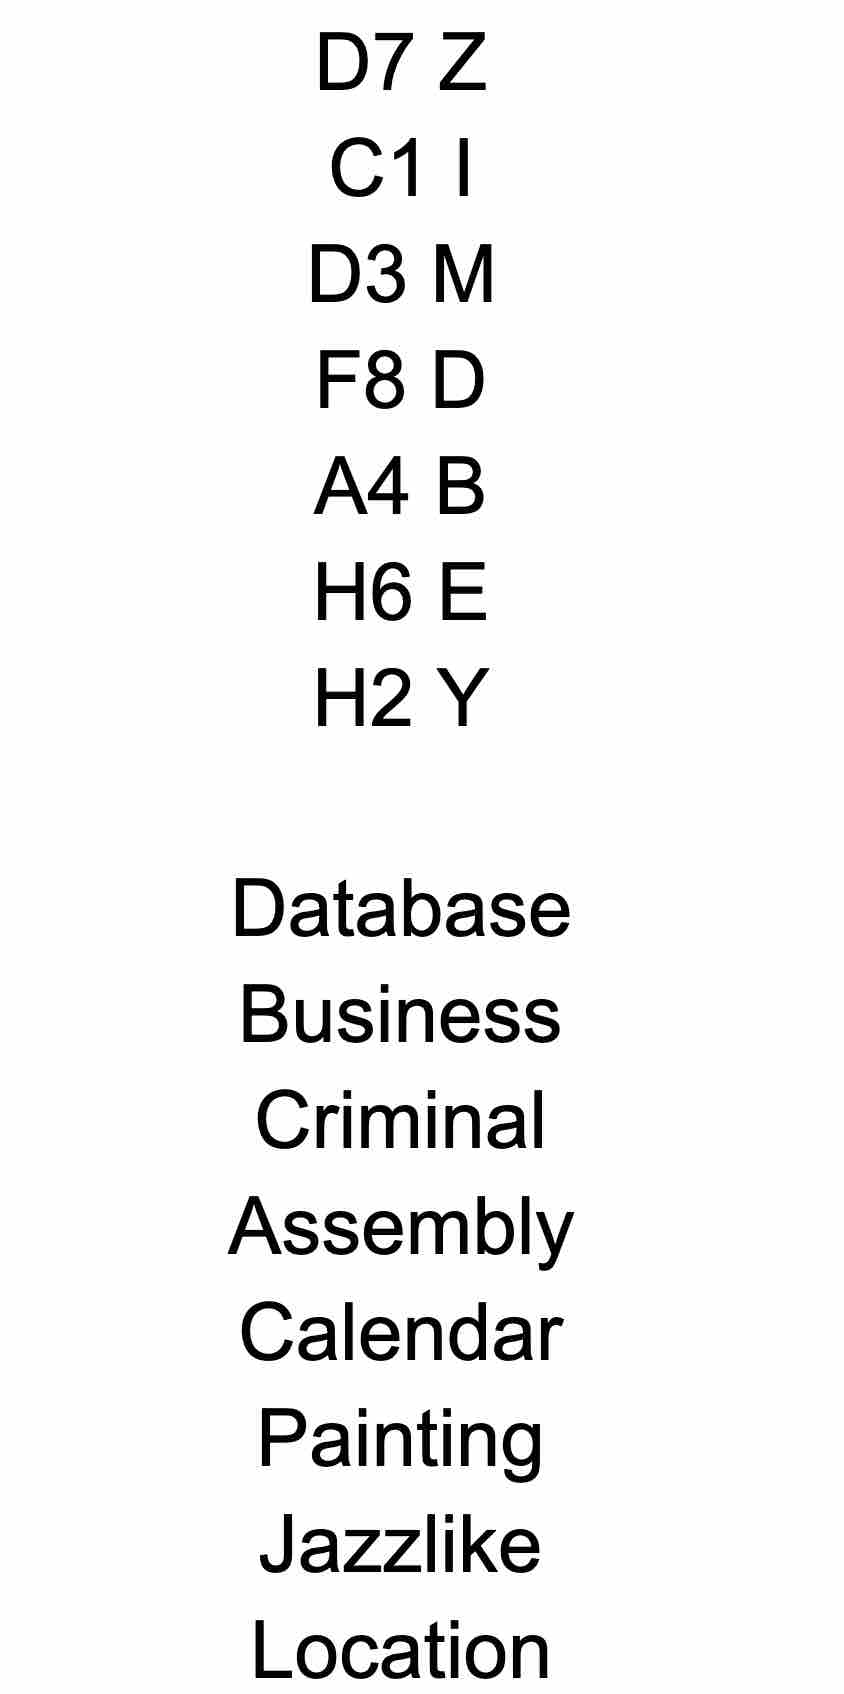 D7 Z
C1 I
D3 M
F8 D
A4 B
H6 E
H2 Y
Database
Business
Criminal
Assembly
Calendar
Painting
Jazzlike
Location